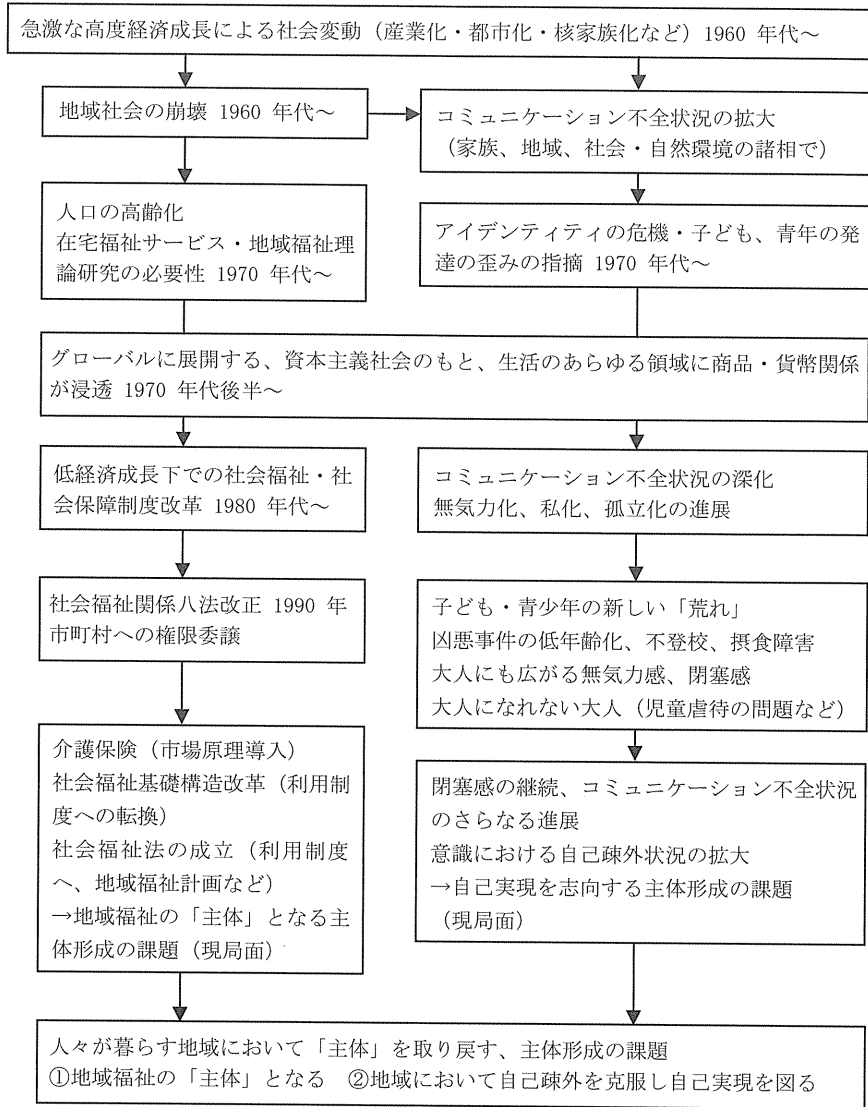 急激な高度経済成長による社会変動（産業化・都市化・核家族化など）1960 年代～
地域社会の崩壊 1960 年代～
コミュニケーション不全状況の拡大
（家族、地域、社会・自然環境の諸相で）
人口の高齢化
在宅福祉サービス・地域福祉理
論研究の必要性 1970 年代～
アイデンティティの危機・子ども、青年の発
達の歪みの指摘 1970 年代～
グローバルに展開する、資本主義社会のもと、生活のあらゆる領域に商品・貨幣関係
が浸透 1970 年代後半～
低経済成長下での社会福祉・社
会保障制度改革 1980 年代～
コミュニケーション不全状況の深化
無気力化、私化、孤立化の進展
社会福祉関係八法改正 1990 年
市町村への権限委譲
子ども・青少年の新しい「荒れ」
凶悪事件の低年齢化、不登校、摂食障害
大人にも広がる無気力感、閉塞感
大人になれない大人（児童虐待の問題など）
介護保険（市場原理導入）
社会福祉基礎構造改革（利用制
度への転換）
社会福祉法の成立（利用制度
へ、地域福祉計画など）
→地域福祉の「主体」となる主
体形成の課題（現局面）
閉塞感の継続、コミュニケーション不全状況
のさらなる進展
意識における自己疎外状況の拡大
→自己実現を志向する主体形成の課題
（現局面）
人々が暮らす地域において「主体」を取り戻す、主体形成の課題
①地域福祉の「主体」となる　②地域において自己疎外を克服し自己実現を図る